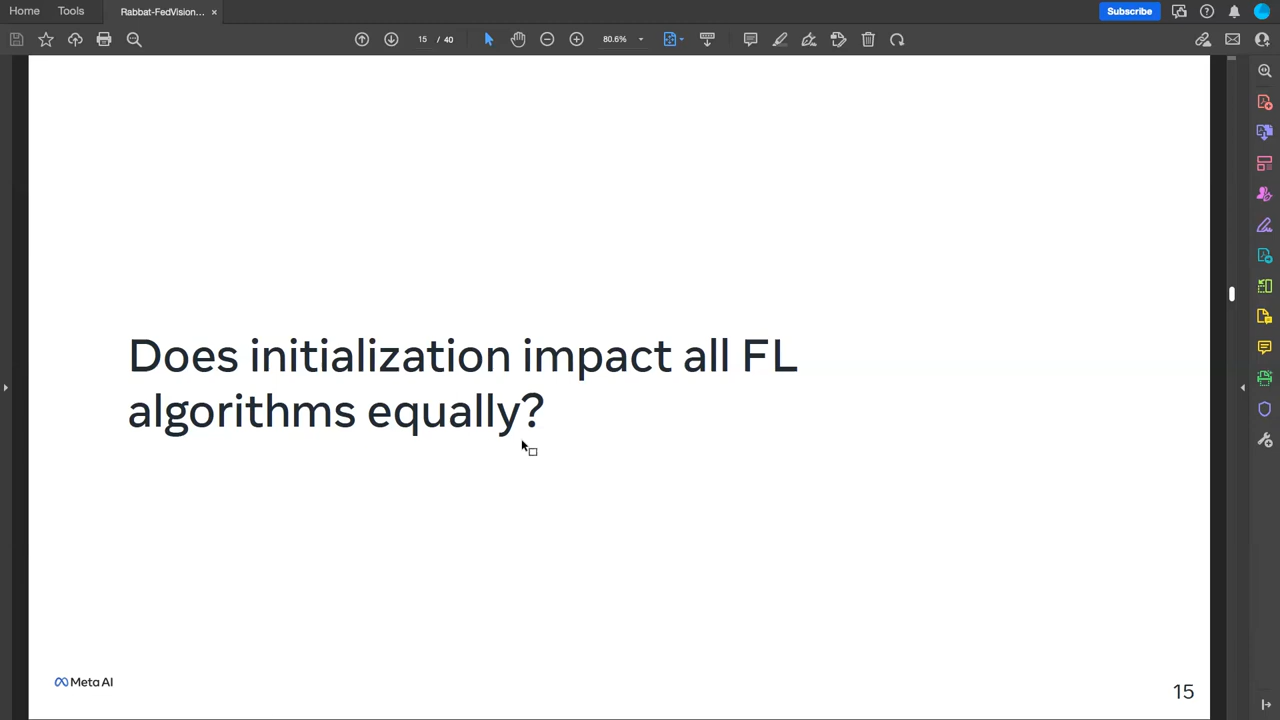 Home
Tools
Rabbat-FedVision... ×
Subscribe
15 / 40
80.6%
Does initialization impact all FL
algorithms equally?
Meta AI
15